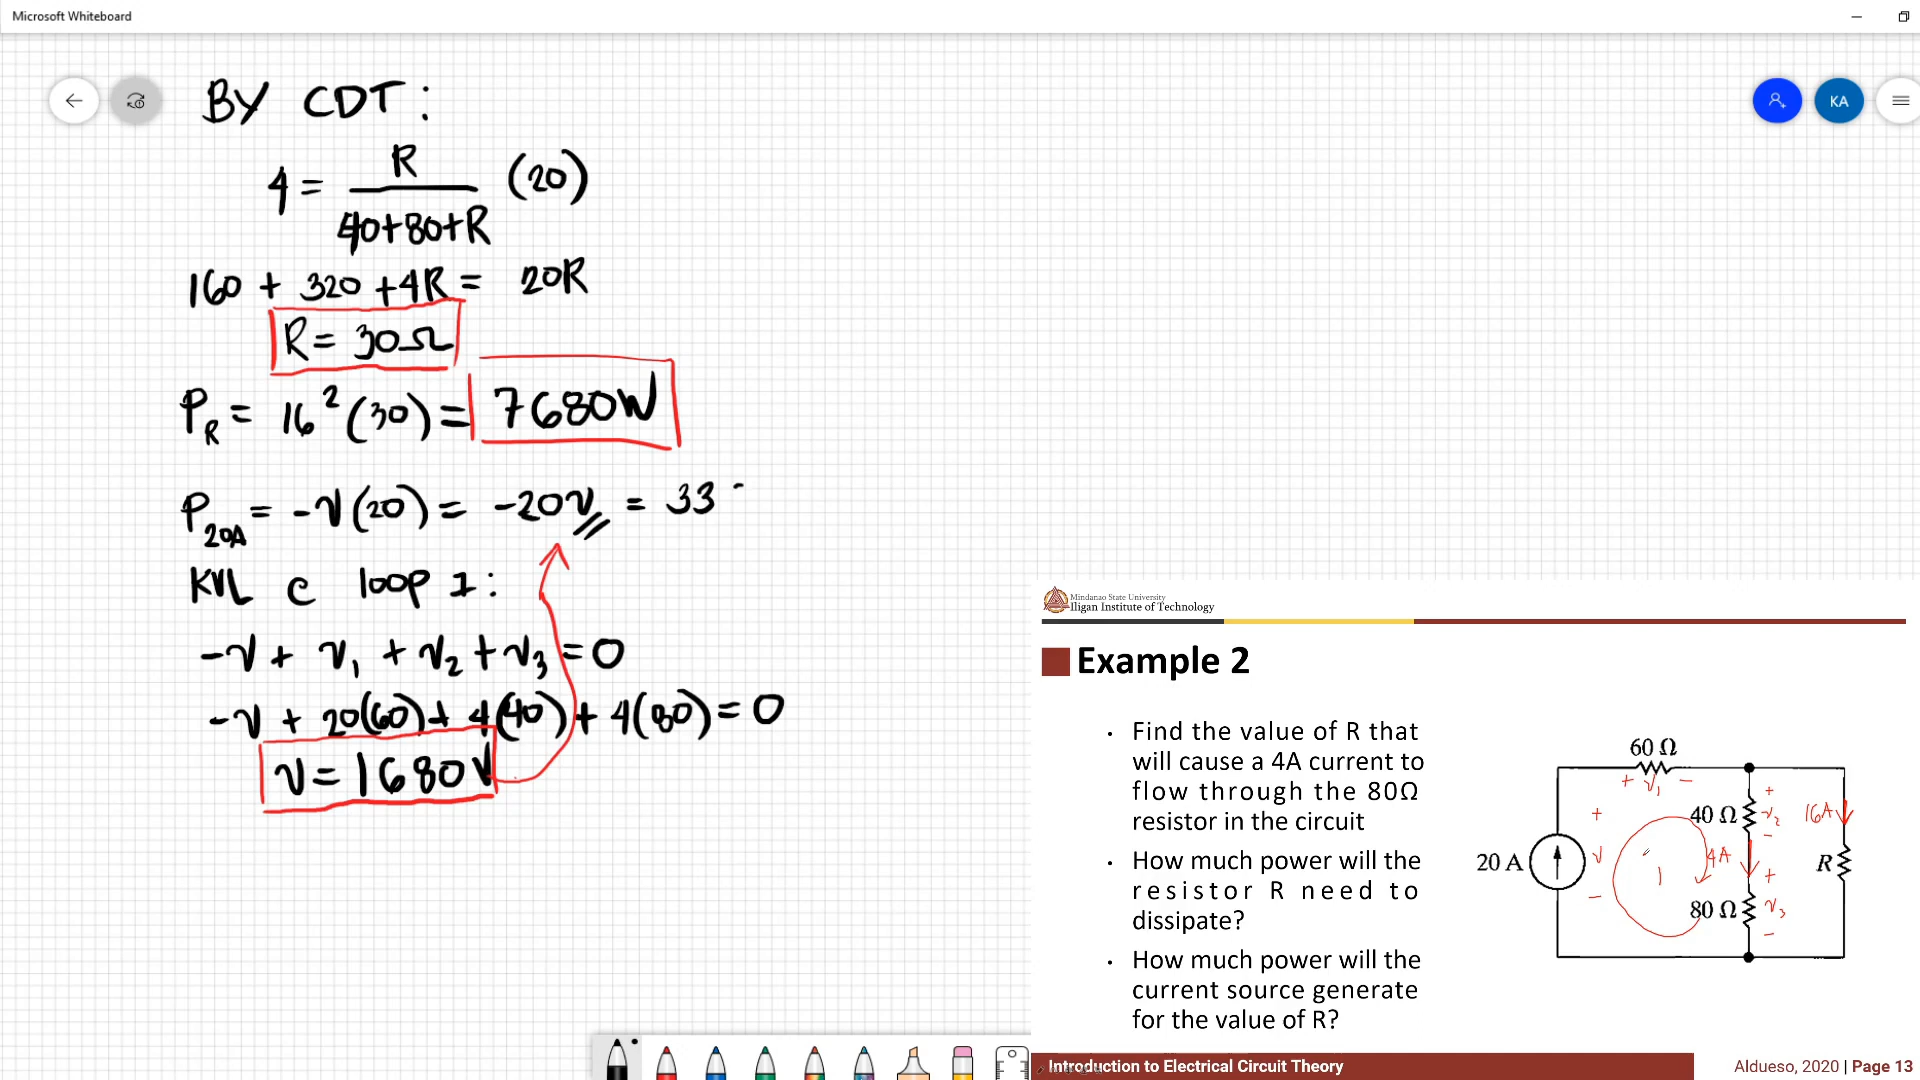 Microsoft Whiteboard
KA
BY CDT:
4 = R / (40+80+R) (20)
160 + 320 + 4R = 20R
R = 30Ω
P_R = 16² (30) = 7680W
P_20A = -v(20) = -20v = 33
KVL @ loop 1:
-v + v₁ + v₂ + v₃ = 0
-v + 20(60) + 4(40) + 4(80) = 0
v = 1680V
Mindanao State University
Iligan Institute of Technology
Example 2
• Find the value of R that
will cause a 4A current to
flow through the 80Ω
resistor in the circuit
• How much power will the
resistor R need to
dissipate?
• How much power will the
current source generate
for the value of R?
60 Ω
+ v₁ -
40 Ω
+ v₂ -
16A
20 A
+ v -
1
4A
R
80 Ω
+ v₃ -
Introduction to Electrical Circuit Theory
Aldueso, 2020 | Page 13